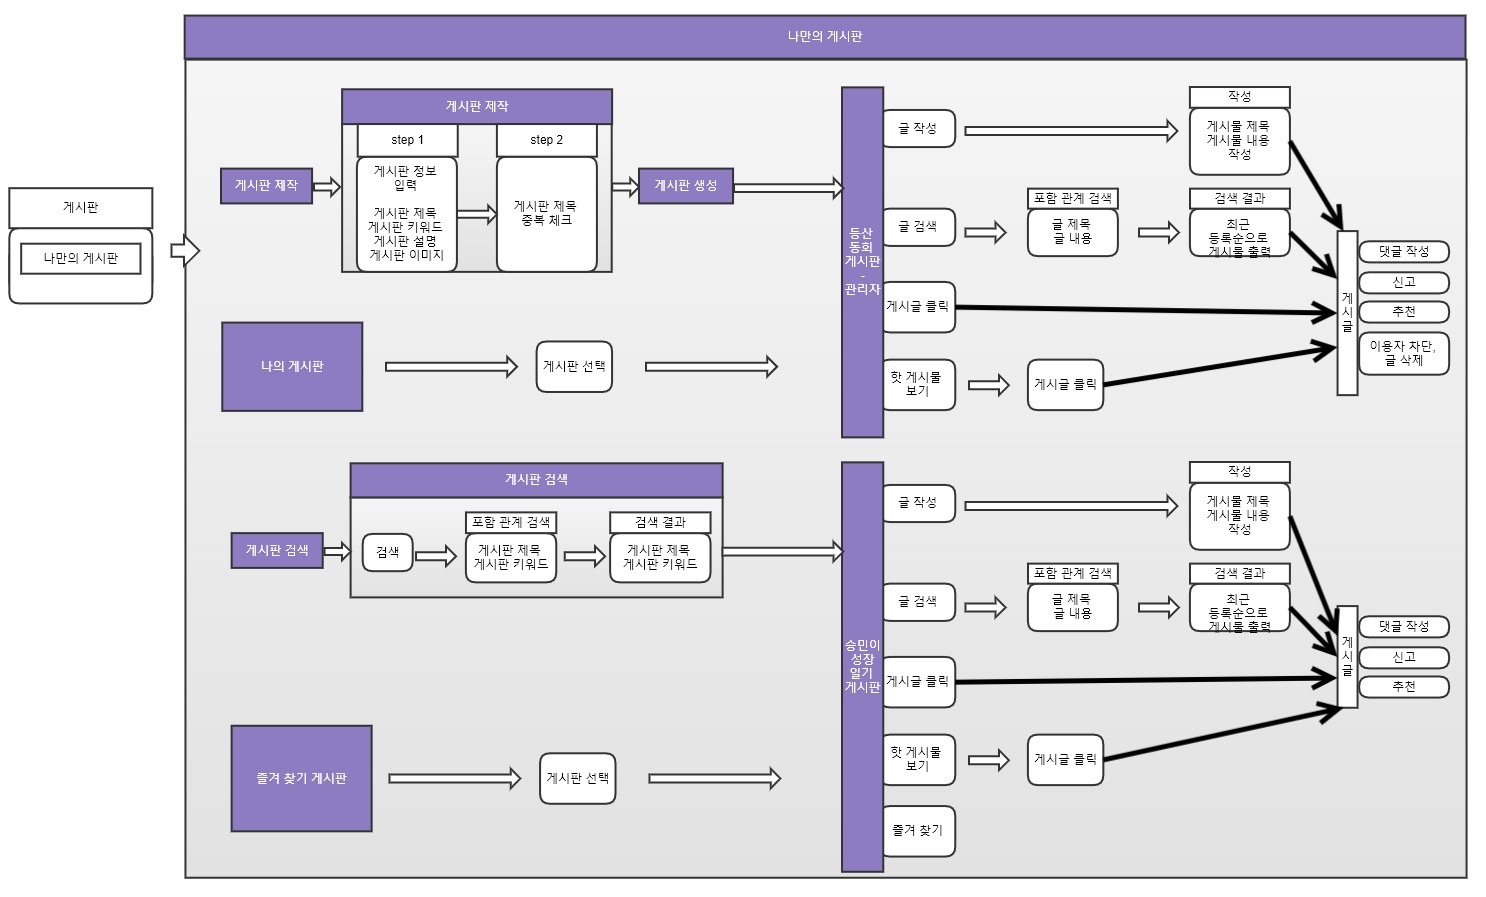 나만의 게시판
게시판
나만의 게시판
게시판 제작
게시판 제작
step 1
게시판 정보
입력
게시판 제목
게시판 키워드
게시판 설명
게시판 이미지
step 2
게시판 제목
중복 체크
게시판 생성
나의 게시판
게시판 선택
등산
동회
게시판
-
관리자
글 작성
작성
게시물 제목
게시물 내용
작성
글 검색
포함 관계 검색
글 제목
글 내용
검색 결과
최근
등록순으로
게시물 출력
게시글 클릭
핫 게시물
보기
게시글 클릭
게
시
글
댓글 작성
신고
추천
이용자 차단,
글 삭제
게시판 검색
게시판 검색
검색
포함 관계 검색
게시판 제목
게시판 키워드
검색 결과
게시판 제목
게시판 키워드
즐겨 찾기 게시판
게시판 선택
승민이
성장
일기
게시판
글 작성
작성
게시물 제목
게시물 내용
작성
글 검색
포함 관계 검색
글 제목
글 내용
검색 결과
최근
등록순으로
게시물 출력
게시글 클릭
핫 게시물
보기
게시글 클릭
즐겨 찾기
게
시
글
댓글 작성
신고
추천